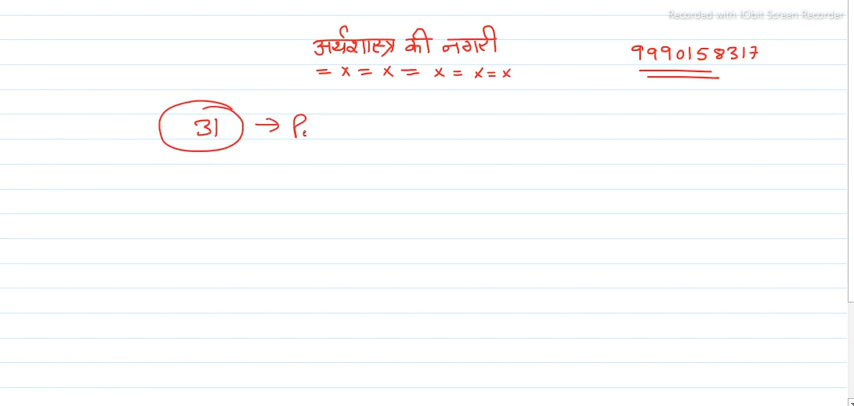 Recorded with IObit Screen Recorder
अर्थशास्त्र की नगरी
9990158317
= x = x = x = x = x
31 → P